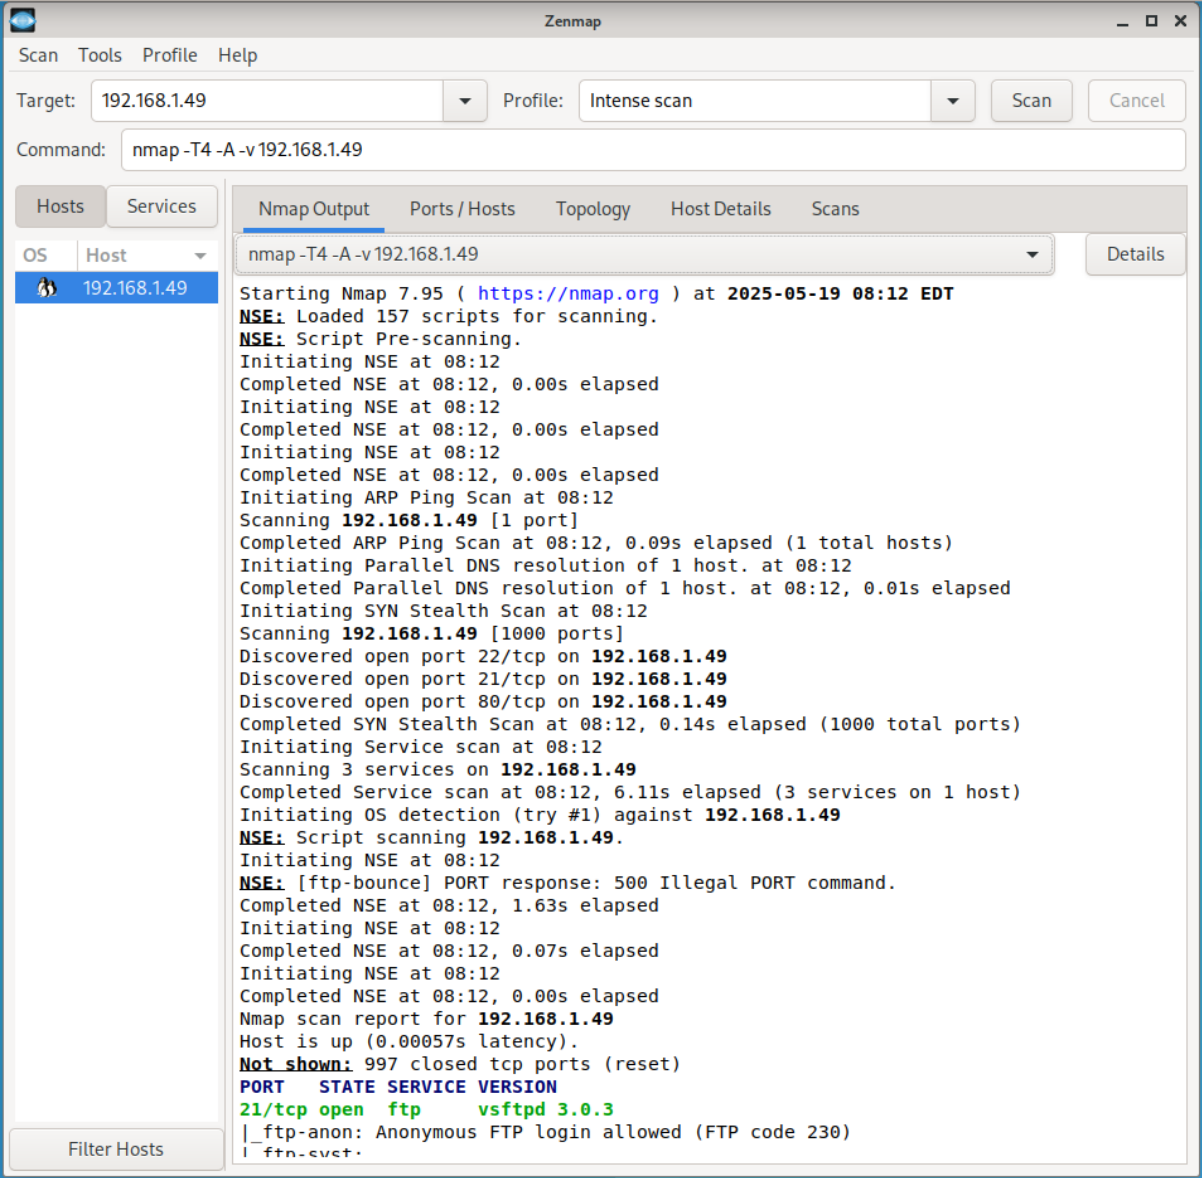 Zenmap
Scan Tools Profile Help
Target: 192.168.1.49 Profile: Intense scan Scan Cancel
Command: nmap -T4 -A -v 192.168.1.49
Hosts Services
OS Host
192.168.1.49
Filter Hosts
Nmap Output Ports / Hosts Topology Host Details Scans
nmap -T4 -A -v 192.168.1.49 Details
Starting Nmap 7.95 ( https://nmap.org ) at 2025-05-19 08:12 EDT
NSE: Loaded 157 scripts for scanning.
NSE: Script Pre-scanning.
Initiating NSE at 08:12
Completed NSE at 08:12, 0.00s elapsed
Initiating NSE at 08:12
Completed NSE at 08:12, 0.00s elapsed
Initiating NSE at 08:12
Completed NSE at 08:12, 0.00s elapsed
Initiating ARP Ping Scan at 08:12
Scanning 192.168.1.49 [1 port]
Completed ARP Ping Scan at 08:12, 0.09s elapsed (1 total hosts)
Initiating Parallel DNS resolution of 1 host. at 08:12
Completed Parallel DNS resolution of 1 host. at 08:12, 0.01s elapsed
Initiating SYN Stealth Scan at 08:12
Scanning 192.168.1.49 [1000 ports]
Discovered open port 22/tcp on 192.168.1.49
Discovered open port 21/tcp on 192.168.1.49
Discovered open port 80/tcp on 192.168.1.49
Completed SYN Stealth Scan at 08:12, 0.14s elapsed (1000 total ports)
Initiating Service scan at 08:12
Scanning 3 services on 192.168.1.49
Completed Service scan at 08:12, 6.11s elapsed (3 services on 1 host)
Initiating OS detection (try #1) against 192.168.1.49
NSE: Script scanning 192.168.1.49.
Initiating NSE at 08:12
NSE: [ftp-bounce] PORT response: 500 Illegal PORT command.
Completed NSE at 08:12, 1.63s elapsed
Initiating NSE at 08:12
Completed NSE at 08:12, 0.07s elapsed
Initiating NSE at 08:12
Completed NSE at 08:12, 0.00s elapsed
Nmap scan report for 192.168.1.49
Host is up (0.00057s latency).
Not shown: 997 closed tcp ports (reset)
PORT STATE SERVICE VERSION
21/tcp open ftp vsftpd 3.0.3
|_ftp-anon: Anonymous FTP login allowed (FTP code 230)
| ftp-syst: